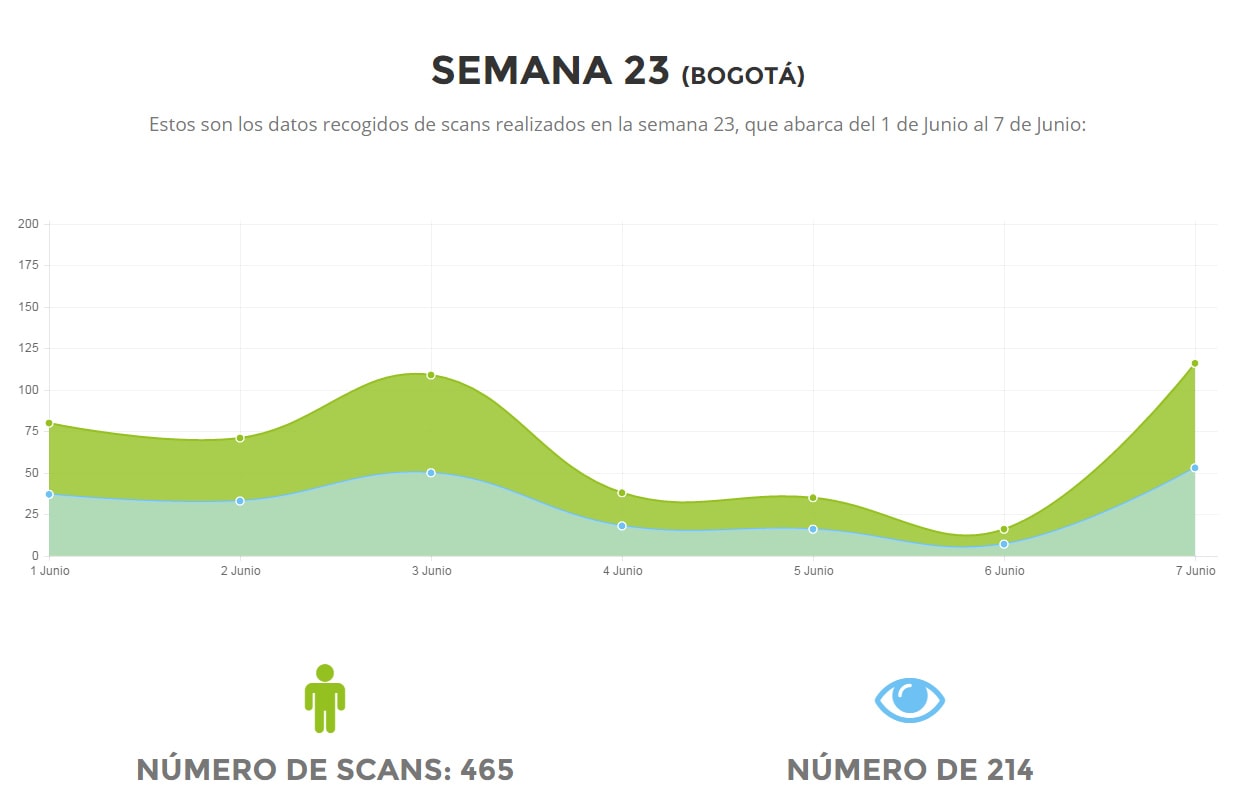 SEMANA 23 (BOGOTÁ)
Estos son los datos recogidos de scans realizados en la semana 23, que abarca del 1 de Junio al 7 de Junio:
200
175
150
125
100
75
50
25
0
1 Junio 2 Junio 3 Junio 4 Junio 5 Junio 6 Junio 7 Junio
NÚMERO DE SCANS: 465 NÚMERO DE 214